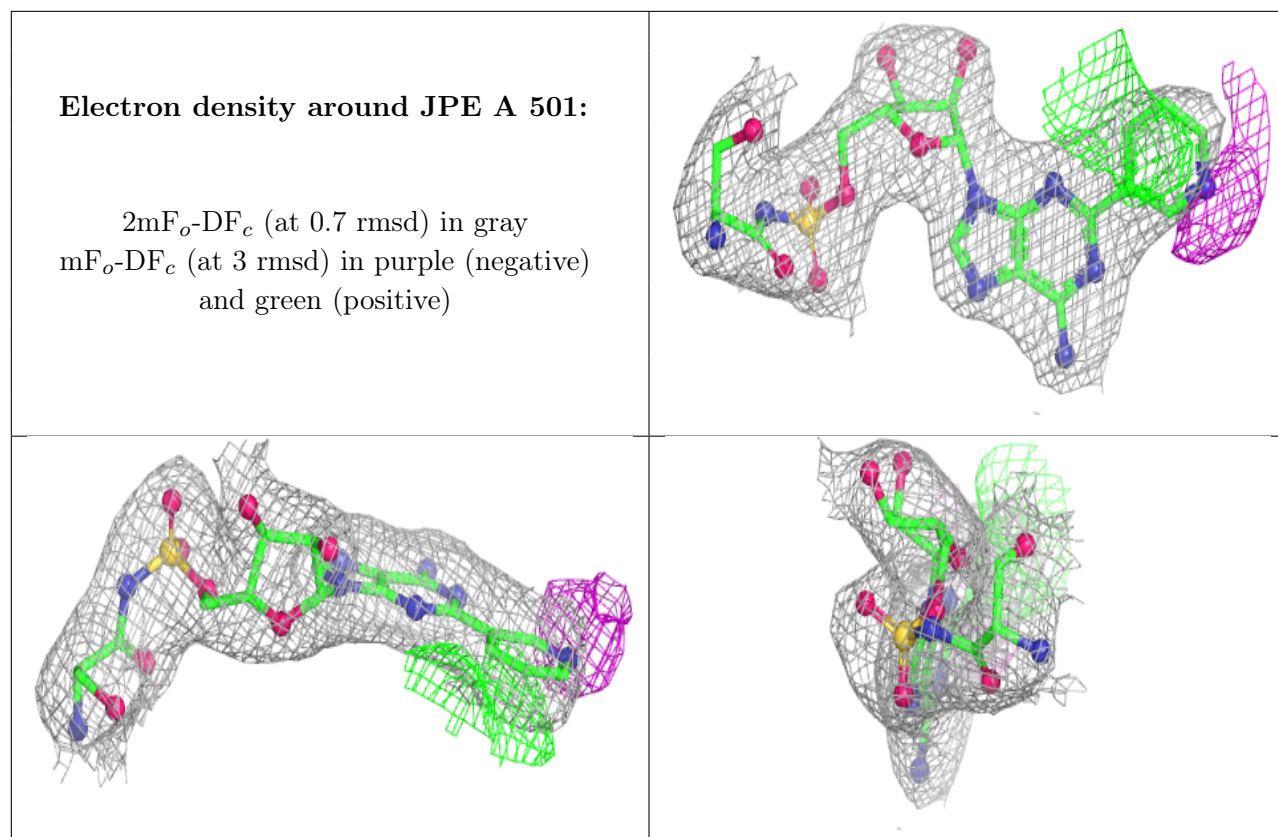 Electron density around JPE A 501:
2mFo-DFc (at 0.7 rmsd) in gray
mFo-DFc (at 3 rmsd) in purple (negative)
and green (positive)